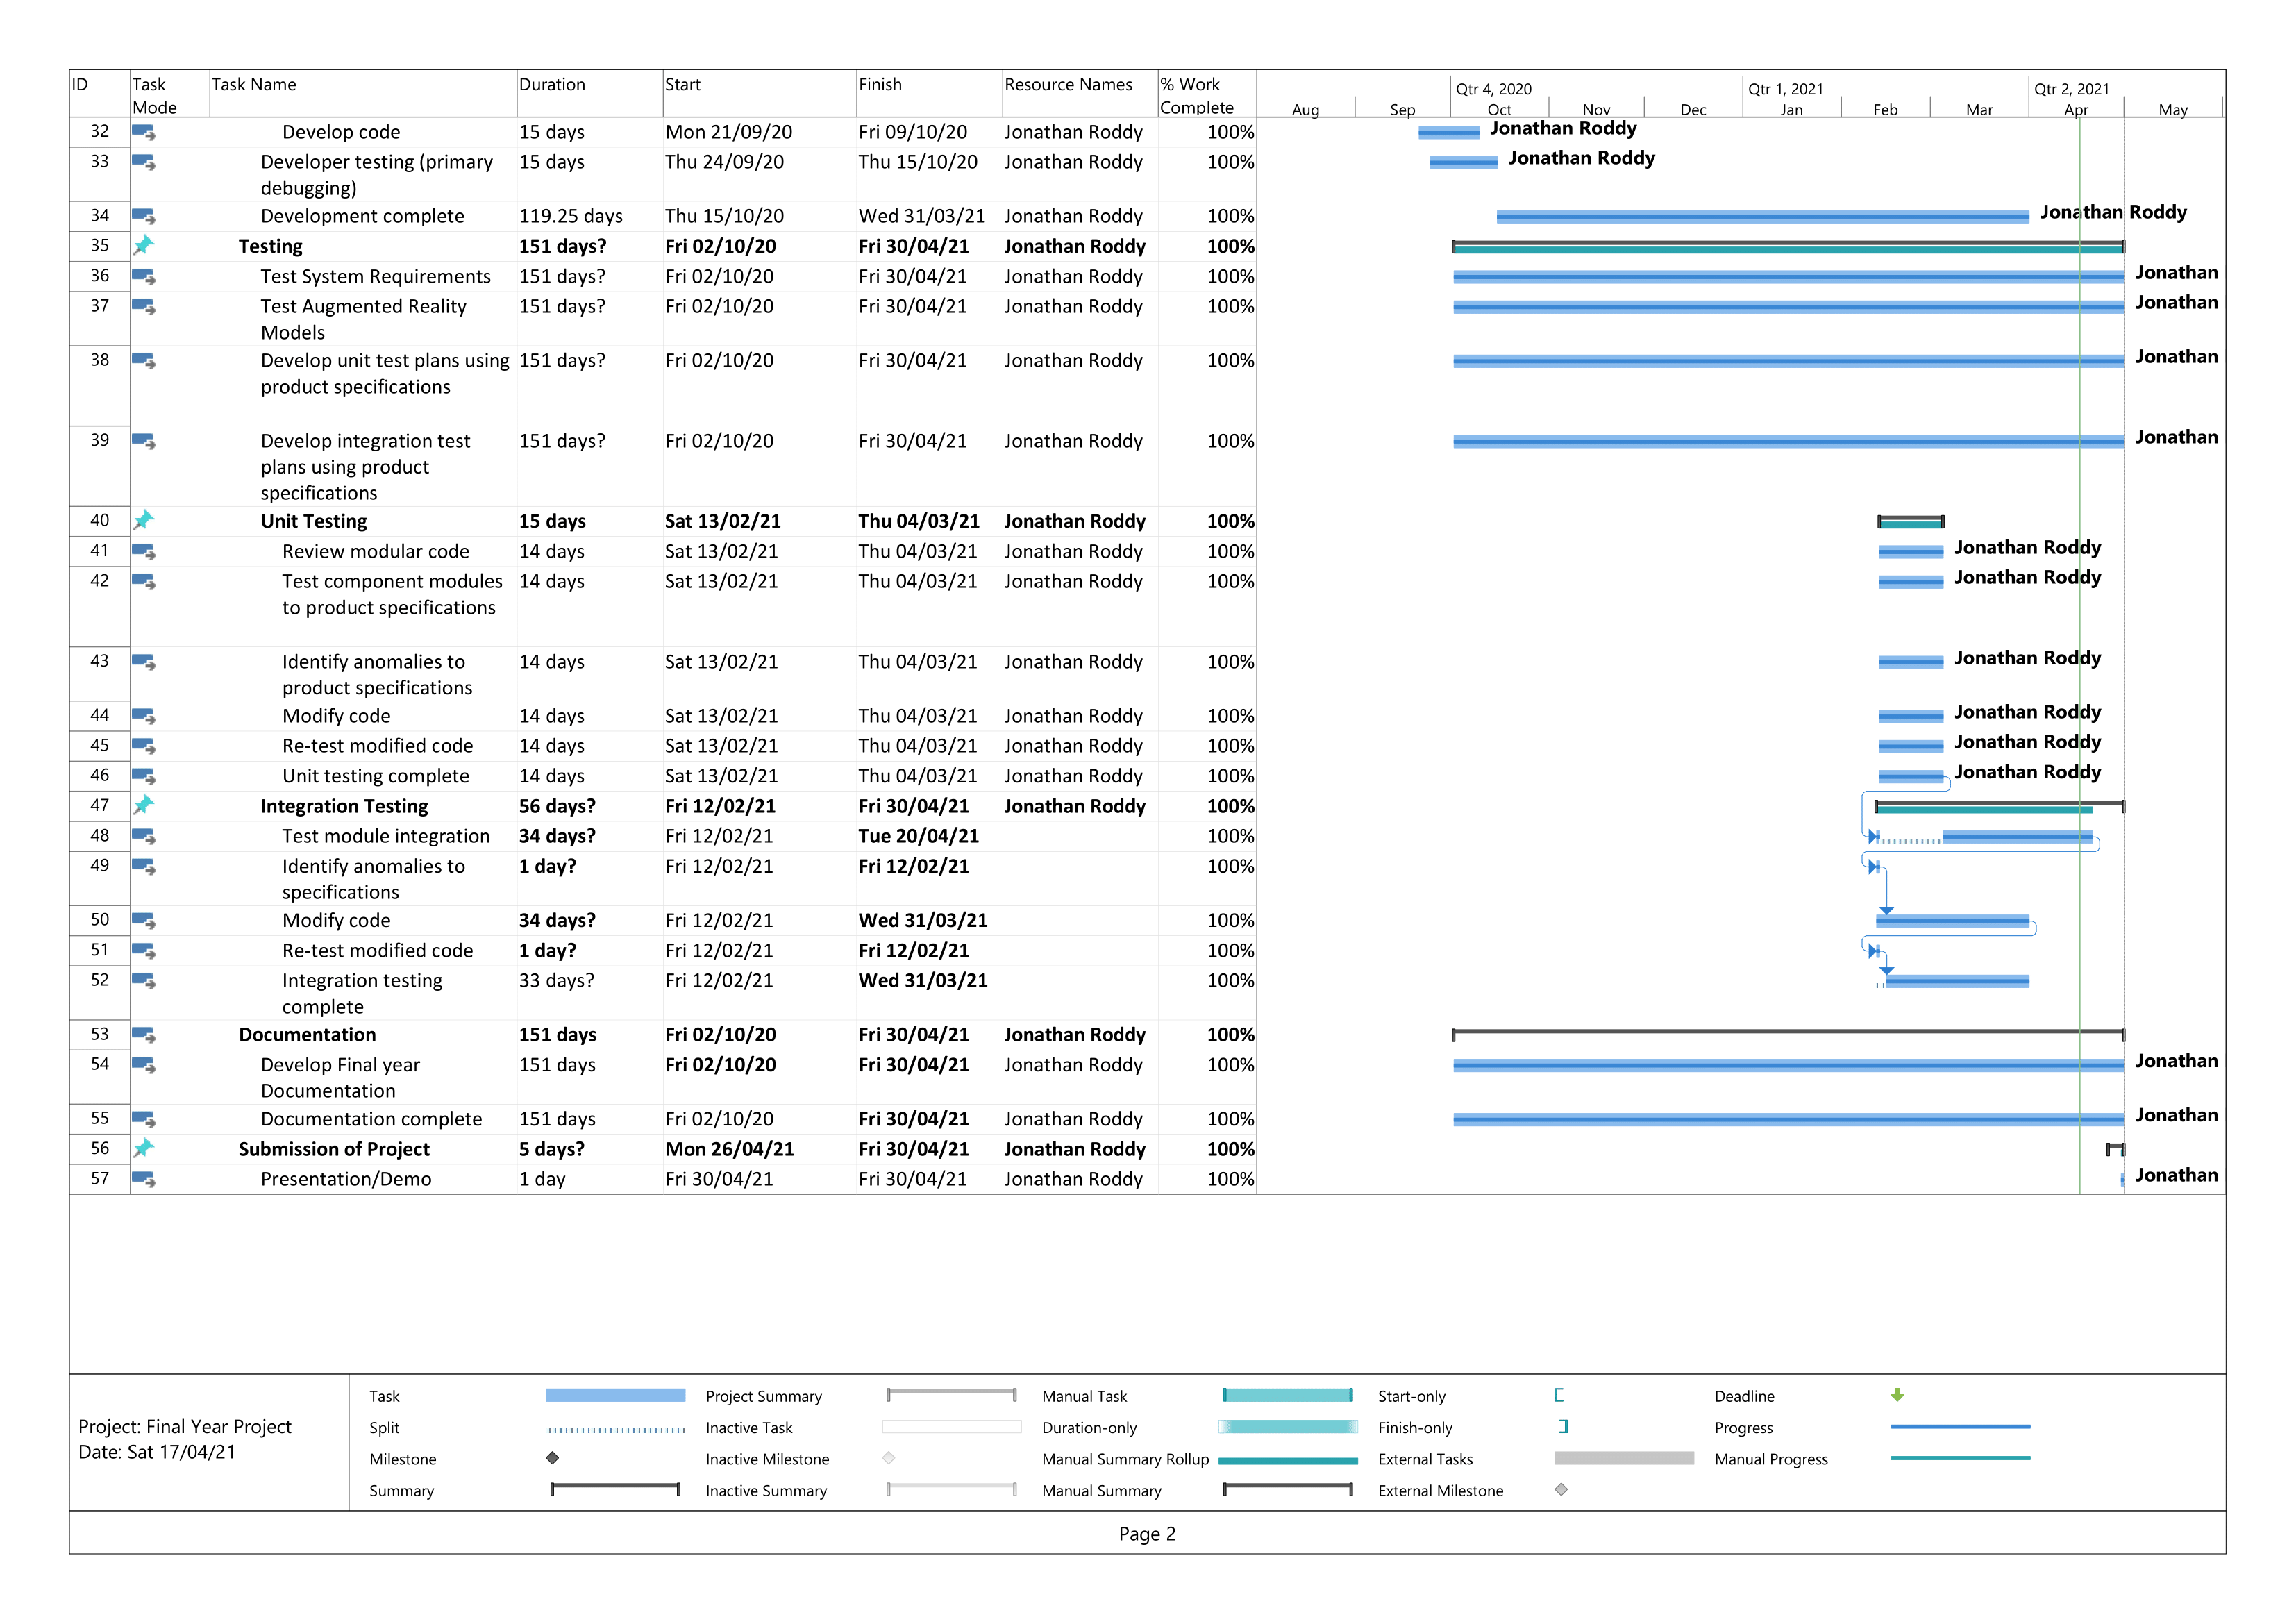 ID Task Mode Task Name Duration Start Finish Resource Names % Work Complete
Qtr 4, 2020 Qtr 1, 2021 Qtr 2, 2021
Aug Sep Oct Nov Dec Jan Feb Mar Apr May
32 Develop code 15 days Mon 21/09/20 Fri 09/10/20 Jonathan Roddy 100% Jonathan Roddy
33 Developer testing (primary debugging) 15 days Thu 24/09/20 Thu 15/10/20 Jonathan Roddy 100% Jonathan Roddy
34 Development complete 119.25 days Thu 15/10/20 Wed 31/03/21 Jonathan Roddy 100% Jonathan Roddy
35 Testing 151 days? Fri 02/10/20 Fri 30/04/21 Jonathan Roddy 100%
36 Test System Requirements 151 days? Fri 02/10/20 Fri 30/04/21 Jonathan Roddy 100% Jonathan
37 Test Augmented Reality Models 151 days? Fri 02/10/20 Fri 30/04/21 Jonathan Roddy 100% Jonathan
38 Develop unit test plans using product specifications 151 days? Fri 02/10/20 Fri 30/04/21 Jonathan Roddy 100% Jonathan
39 Develop integration test plans using product specifications 151 days? Fri 02/10/20 Fri 30/04/21 Jonathan Roddy 100% Jonathan
40 Unit Testing 15 days Sat 13/02/21 Thu 04/03/21 Jonathan Roddy 100%
41 Review modular code 14 days Sat 13/02/21 Thu 04/03/21 Jonathan Roddy 100% Jonathan Roddy
42 Test component modules to product specifications 14 days Sat 13/02/21 Thu 04/03/21 Jonathan Roddy 100% Jonathan Roddy
43 Identify anomalies to product specifications 14 days Sat 13/02/21 Thu 04/03/21 Jonathan Roddy 100% Jonathan Roddy
44 Modify code 14 days Sat 13/02/21 Thu 04/03/21 Jonathan Roddy 100% Jonathan Roddy
45 Re-test modified code 14 days Sat 13/02/21 Thu 04/03/21 Jonathan Roddy 100% Jonathan Roddy
46 Unit testing complete 14 days Sat 13/02/21 Thu 04/03/21 Jonathan Roddy 100% Jonathan Roddy
47 Integration Testing 56 days? Fri 12/02/21 Fri 30/04/21 Jonathan Roddy 100%
48 Test module integration 34 days? Fri 12/02/21 Tue 20/04/21 100%
49 Identify anomalies to specifications 1 day? Fri 12/02/21 Fri 12/02/21 100%
50 Modify code 34 days? Fri 12/02/21 Wed 31/03/21 100%
51 Re-test modified code 1 day? Fri 12/02/21 Fri 12/02/21 100%
52 Integration testing complete 33 days? Fri 12/02/21 Wed 31/03/21 100%
53 Documentation 151 days Fri 02/10/20 Fri 30/04/21 Jonathan Roddy 100%
54 Develop Final year Documentation 151 days Fri 02/10/20 Fri 30/04/21 Jonathan Roddy 100% Jonathan
55 Documentation complete 151 days Fri 02/10/20 Fri 30/04/21 Jonathan Roddy 100% Jonathan
56 Submission of Project 5 days? Mon 26/04/21 Fri 30/04/21 Jonathan Roddy 100%
57 Presentation/Demo 1 day Fri 30/04/21 Fri 30/04/21 Jonathan Roddy 100% Jonathan
Project: Final Year Project
Date: Sat 17/04/21
Task Project Summary Manual Task Start-only Deadline
Split Inactive Task Duration-only Finish-only Progress
Milestone Inactive Milestone Manual Summary Rollup External Tasks Manual Progress
Summary Inactive Summary Manual Summary External Milestone
Page 2